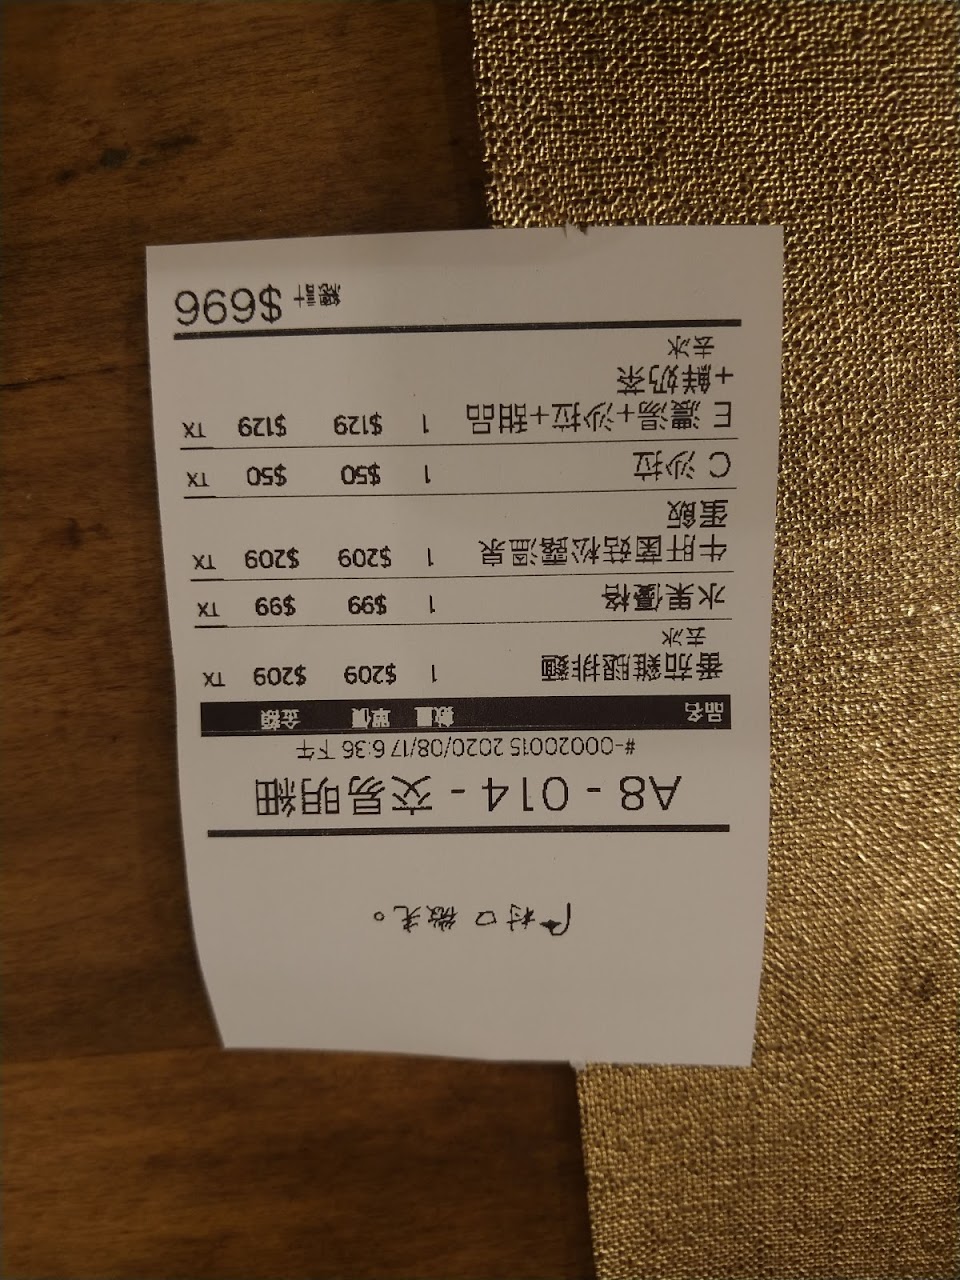 村口微光。
A8 - 014 - 交易明細
#-00020015 2020/08/17 6:36 下午
品名 數量 單價 金額
番茄雞腿排麵 1 $209 $209 TX
去冰
水果優格 1 $99 $99 TX
牛肝菌菇松露溫泉 1 $209 $209 TX
蛋飯
C 沙拉 1 $50 $50 TX
E 濃湯+沙拉+甜品 1 $129 $129 TX
+鮮奶茶
去冰
總計 $696